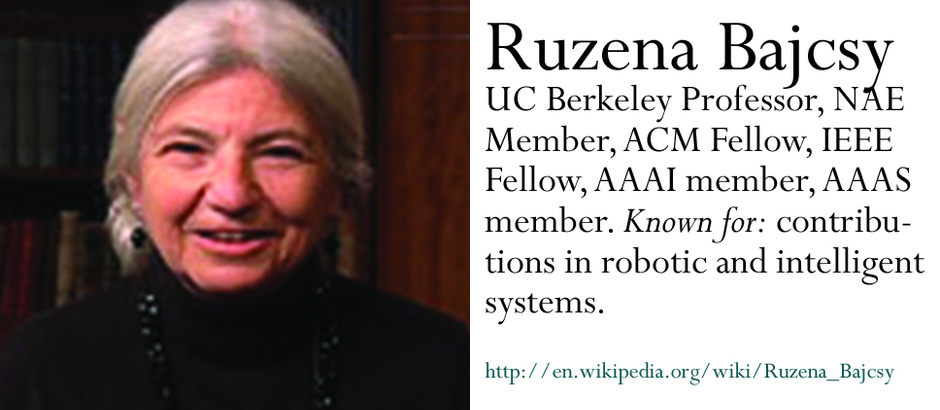 Ruzena Bajcsy
UC Berkeley Professor, NAE
Member, ACM Fellow, IEEE
Fellow, AAAI member, AAAS
member. Known for: contribu-
tions in robotic and intelligent
systems.
http://en.wikipedia.org/wiki/Ruzena_Bajcsy